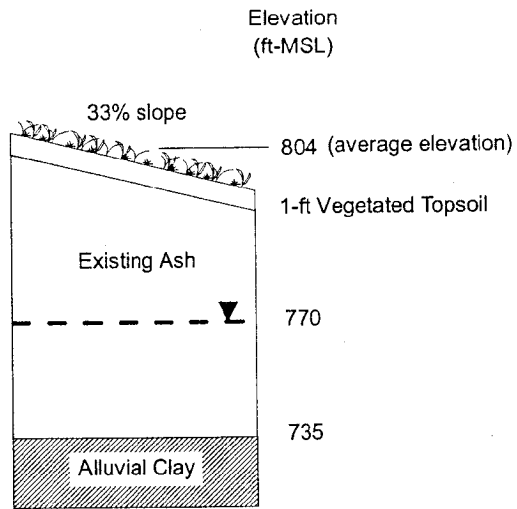 Elevation
(ft-MSL)
33% slope
804 (average elevation)
1-ft Vegetated Topsoil
Existing Ash
770
735
Alluvial Clay